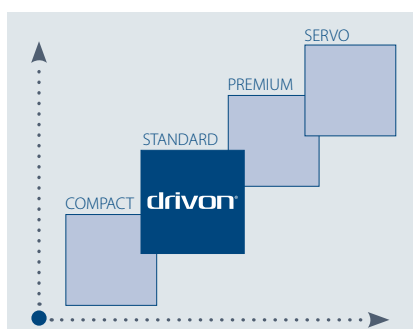 SERVO
PREMIUM
STANDARD
drivon®
COMPACT